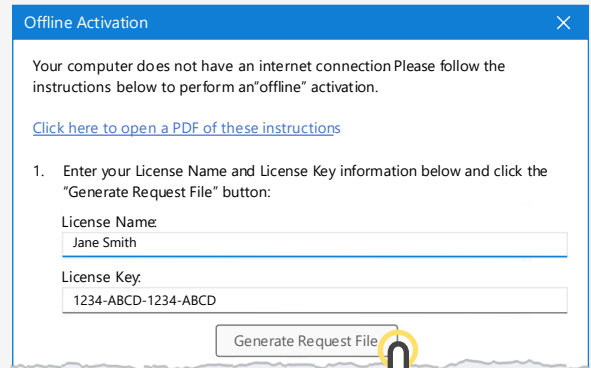 Offline Activation
Your computer does not have an internet connection Please follow the
instructions below to perform an“offline” activation.
Click here to open a PDF of these instructions
1. Enter your License Name and License Key information below and click the
“Generate Request File” button:
License Name:
Jane Smith
License Key:
1234-ABCD-1234-ABCD
Generate Request File